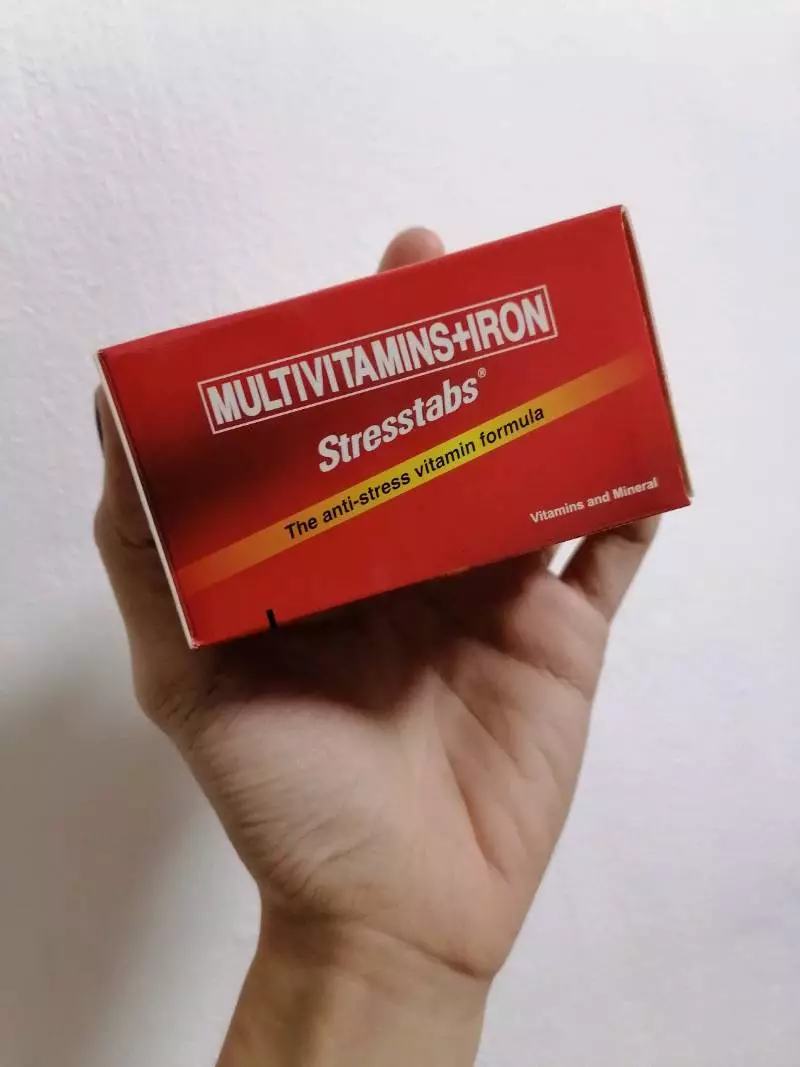 MULTIVITAMINS+IRON
Stresstabs®
The anti-stress vitamin formula
Vitamins and Mineral